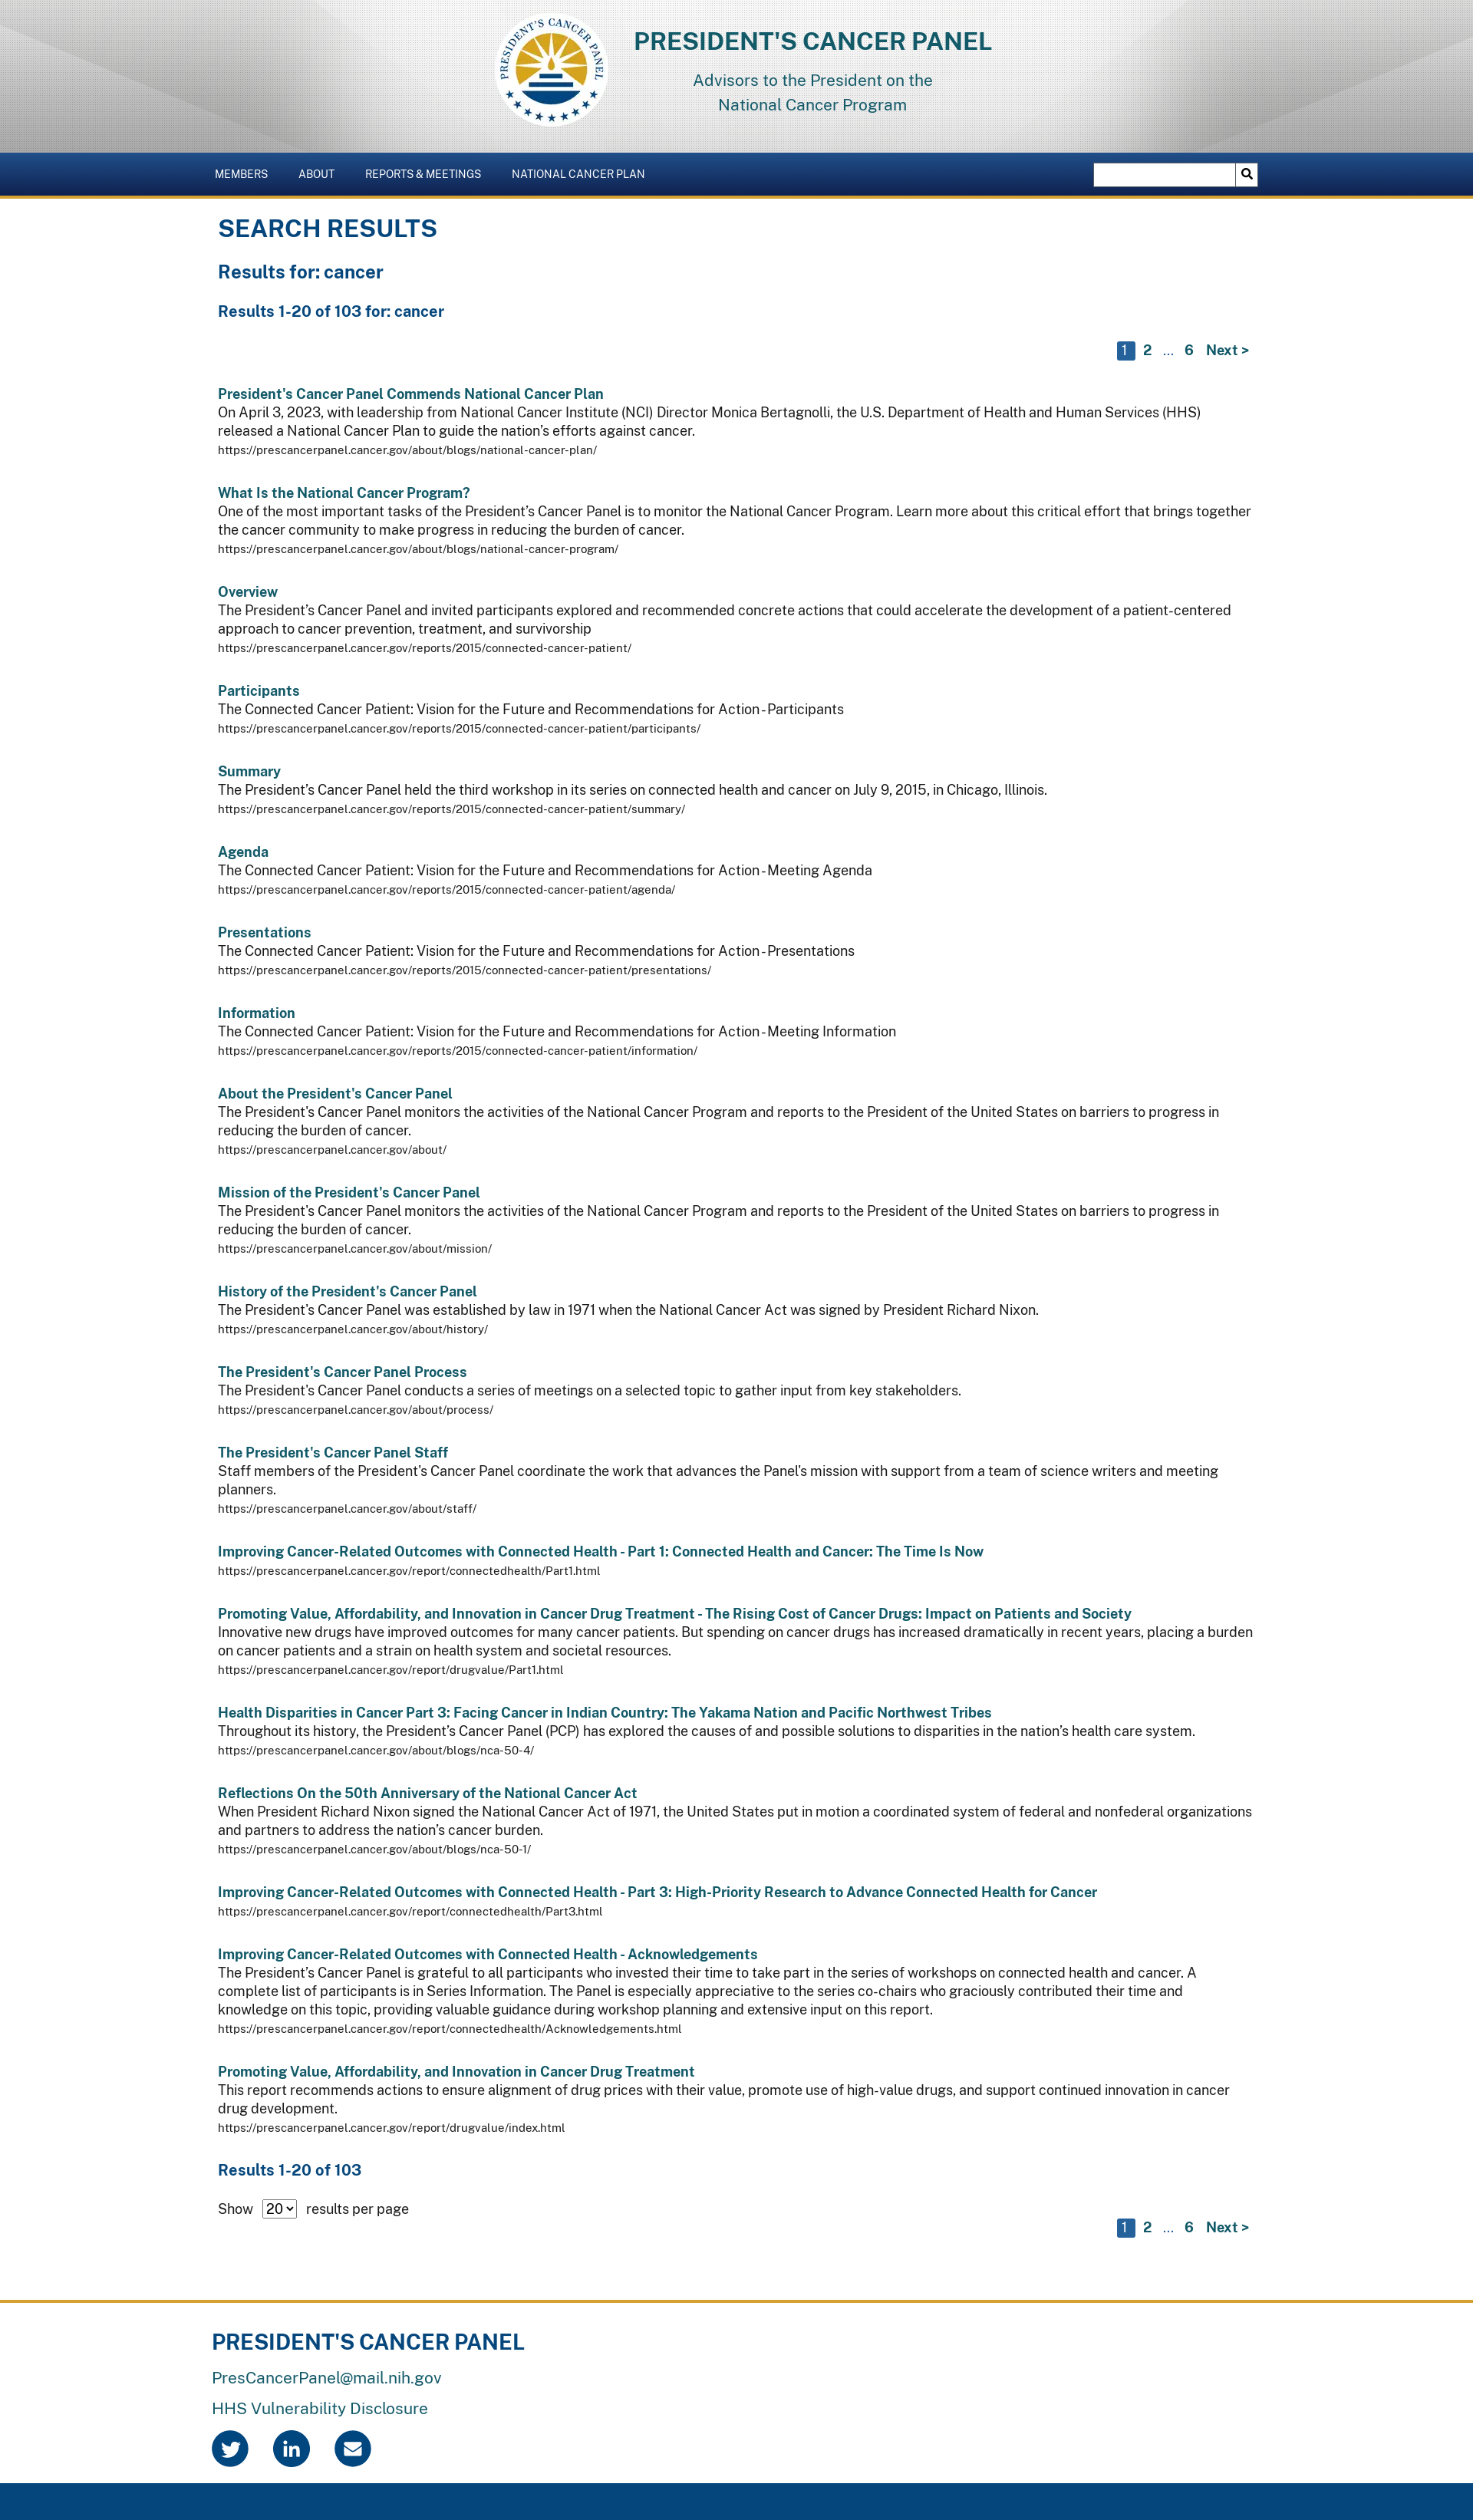 PRESIDENT'S CANCER PANEL
PRESIDENT'S CANCER PANEL
Advisors to the President on the
National Cancer Program
MEMBERS ABOUT REPORTS & MEETINGS NATIONAL CANCER PLAN
SEARCH RESULTS
Results for: cancer
Results 1-20 of 103 for: cancer
1 2 ... 6 Next >
President's Cancer Panel Commends National Cancer Plan
On April 3, 2023, with leadership from National Cancer Institute (NCI) Director Monica Bertagnolli, the U.S. Department of Health and Human Services (HHS)
released a National Cancer Plan to guide the nation’s efforts against cancer.
https://prescancerpanel.cancer.gov/about/blogs/national-cancer-plan/
What Is the National Cancer Program?
One of the most important tasks of the President’s Cancer Panel is to monitor the National Cancer Program. Learn more about this critical effort that brings together
the cancer community to make progress in reducing the burden of cancer.
https://prescancerpanel.cancer.gov/about/blogs/national-cancer-program/
Overview
The President’s Cancer Panel and invited participants explored and recommended concrete actions that could accelerate the development of a patient-centered
approach to cancer prevention, treatment, and survivorship
https://prescancerpanel.cancer.gov/reports/2015/connected-cancer-patient/
Participants
The Connected Cancer Patient: Vision for the Future and Recommendations for Action - Participants
https://prescancerpanel.cancer.gov/reports/2015/connected-cancer-patient/participants/
Summary
The President’s Cancer Panel held the third workshop in its series on connected health and cancer on July 9, 2015, in Chicago, Illinois.
https://prescancerpanel.cancer.gov/reports/2015/connected-cancer-patient/summary/
Agenda
The Connected Cancer Patient: Vision for the Future and Recommendations for Action - Meeting Agenda
https://prescancerpanel.cancer.gov/reports/2015/connected-cancer-patient/agenda/
Presentations
The Connected Cancer Patient: Vision for the Future and Recommendations for Action - Presentations
https://prescancerpanel.cancer.gov/reports/2015/connected-cancer-patient/presentations/
Information
The Connected Cancer Patient: Vision for the Future and Recommendations for Action - Meeting Information
https://prescancerpanel.cancer.gov/reports/2015/connected-cancer-patient/information/
About the President's Cancer Panel
The President's Cancer Panel monitors the activities of the National Cancer Program and reports to the President of the United States on barriers to progress in
reducing the burden of cancer.
https://prescancerpanel.cancer.gov/about/
Mission of the President's Cancer Panel
The President's Cancer Panel monitors the activities of the National Cancer Program and reports to the President of the United States on barriers to progress in
reducing the burden of cancer.
https://prescancerpanel.cancer.gov/about/mission/
History of the President's Cancer Panel
The President's Cancer Panel was established by law in 1971 when the National Cancer Act was signed by President Richard Nixon.
https://prescancerpanel.cancer.gov/about/history/
The President's Cancer Panel Process
The President's Cancer Panel conducts a series of meetings on a selected topic to gather input from key stakeholders.
https://prescancerpanel.cancer.gov/about/process/
The President's Cancer Panel Staff
Staff members of the President's Cancer Panel coordinate the work that advances the Panel's mission with support from a team of science writers and meeting
planners.
https://prescancerpanel.cancer.gov/about/staff/
Improving Cancer-Related Outcomes with Connected Health - Part 1: Connected Health and Cancer: The Time Is Now
https://prescancerpanel.cancer.gov/report/connectedhealth/Part1.html
Promoting Value, Affordability, and Innovation in Cancer Drug Treatment - The Rising Cost of Cancer Drugs: Impact on Patients and Society
Innovative new drugs have improved outcomes for many cancer patients. But spending on cancer drugs has increased dramatically in recent years, placing a burden
on cancer patients and a strain on health system and societal resources.
https://prescancerpanel.cancer.gov/report/drugvalue/Part1.html
Health Disparities in Cancer Part 3: Facing Cancer in Indian Country: The Yakama Nation and Pacific Northwest Tribes
Throughout its history, the President’s Cancer Panel (PCP) has explored the causes of and possible solutions to disparities in the nation’s health care system.
https://prescancerpanel.cancer.gov/about/blogs/nca-50-4/
Reflections On the 50th Anniversary of the National Cancer Act
When President Richard Nixon signed the National Cancer Act of 1971, the United States put in motion a coordinated system of federal and nonfederal organizations
and partners to address the nation’s cancer burden.
https://prescancerpanel.cancer.gov/about/blogs/nca-50-1/
Improving Cancer-Related Outcomes with Connected Health - Part 3: High-Priority Research to Advance Connected Health for Cancer
https://prescancerpanel.cancer.gov/report/connectedhealth/Part3.html
Improving Cancer-Related Outcomes with Connected Health - Acknowledgements
The President’s Cancer Panel is grateful to all participants who invested their time to take part in the series of workshops on connected health and cancer. A
complete list of participants is in Series Information. The Panel is especially appreciative to the series co-chairs who graciously contributed their time and
knowledge on this topic, providing valuable guidance during workshop planning and extensive input on this report.
https://prescancerpanel.cancer.gov/report/connectedhealth/Acknowledgements.html
Promoting Value, Affordability, and Innovation in Cancer Drug Treatment
This report recommends actions to ensure alignment of drug prices with their value, promote use of high-value drugs, and support continued innovation in cancer
drug development.
https://prescancerpanel.cancer.gov/report/drugvalue/index.html
Results 1-20 of 103
Show 20 results per page
1 2 ... 6 Next >
PRESIDENT'S CANCER PANEL
PresCancerPanel@mail.nih.gov
HHS Vulnerability Disclosure